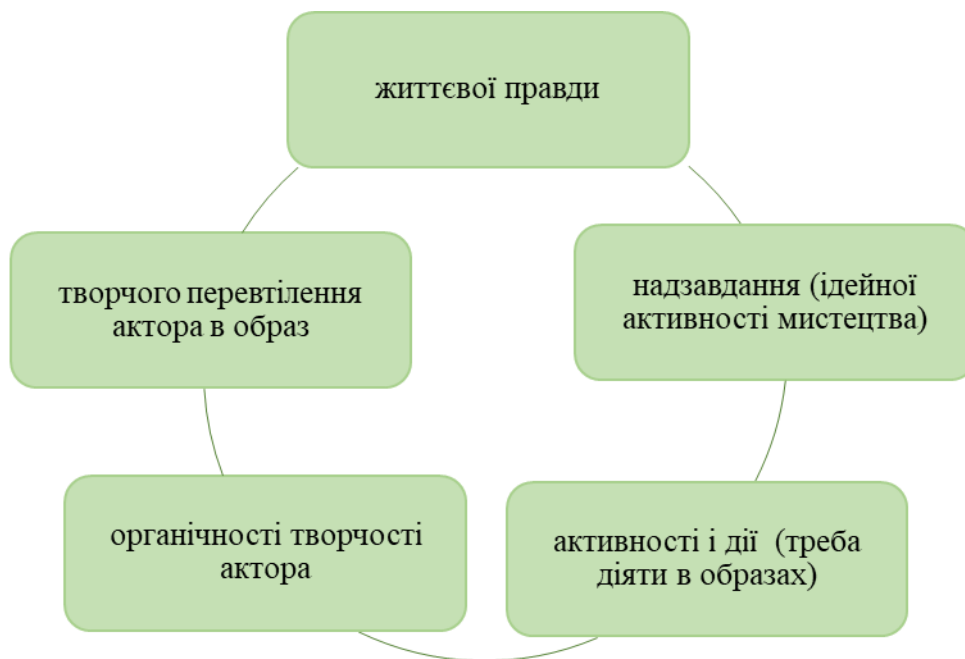 життєвої правди
надзавдання (ідейної
активності мистецтва)
активності і дії (треба
діяти в образах)
органічності творчості
актора
творчого перевтілення
актора в образ